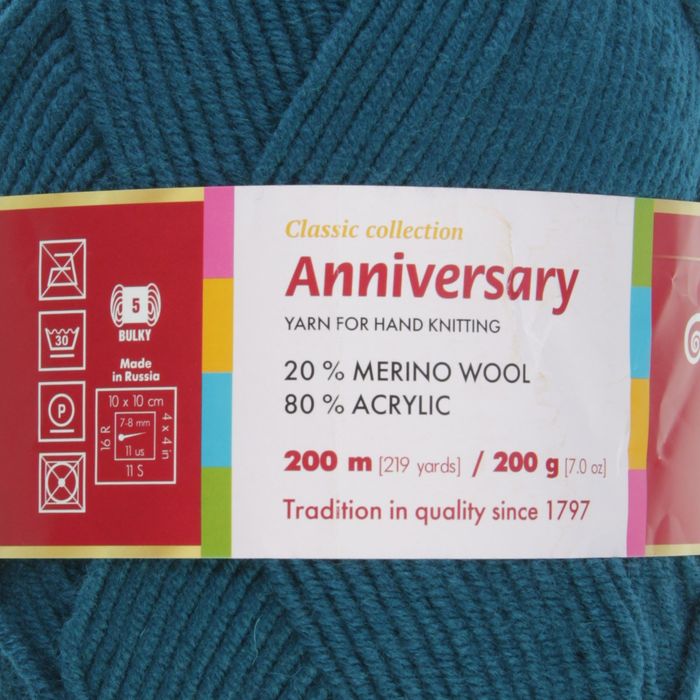 30
P
5
BULKY
Made
in Russia
10 x 10 cm
16 R
7-8 mm
11 us
4 x 4 in
11 S
Classic collection
Anniversary
YARN FOR HAND KNITTING
20 % MERINO WOOL
80 % ACRYLIC
200 m [219 yards] / 200 g [7.0 oz]
Tradition in quality since 1797